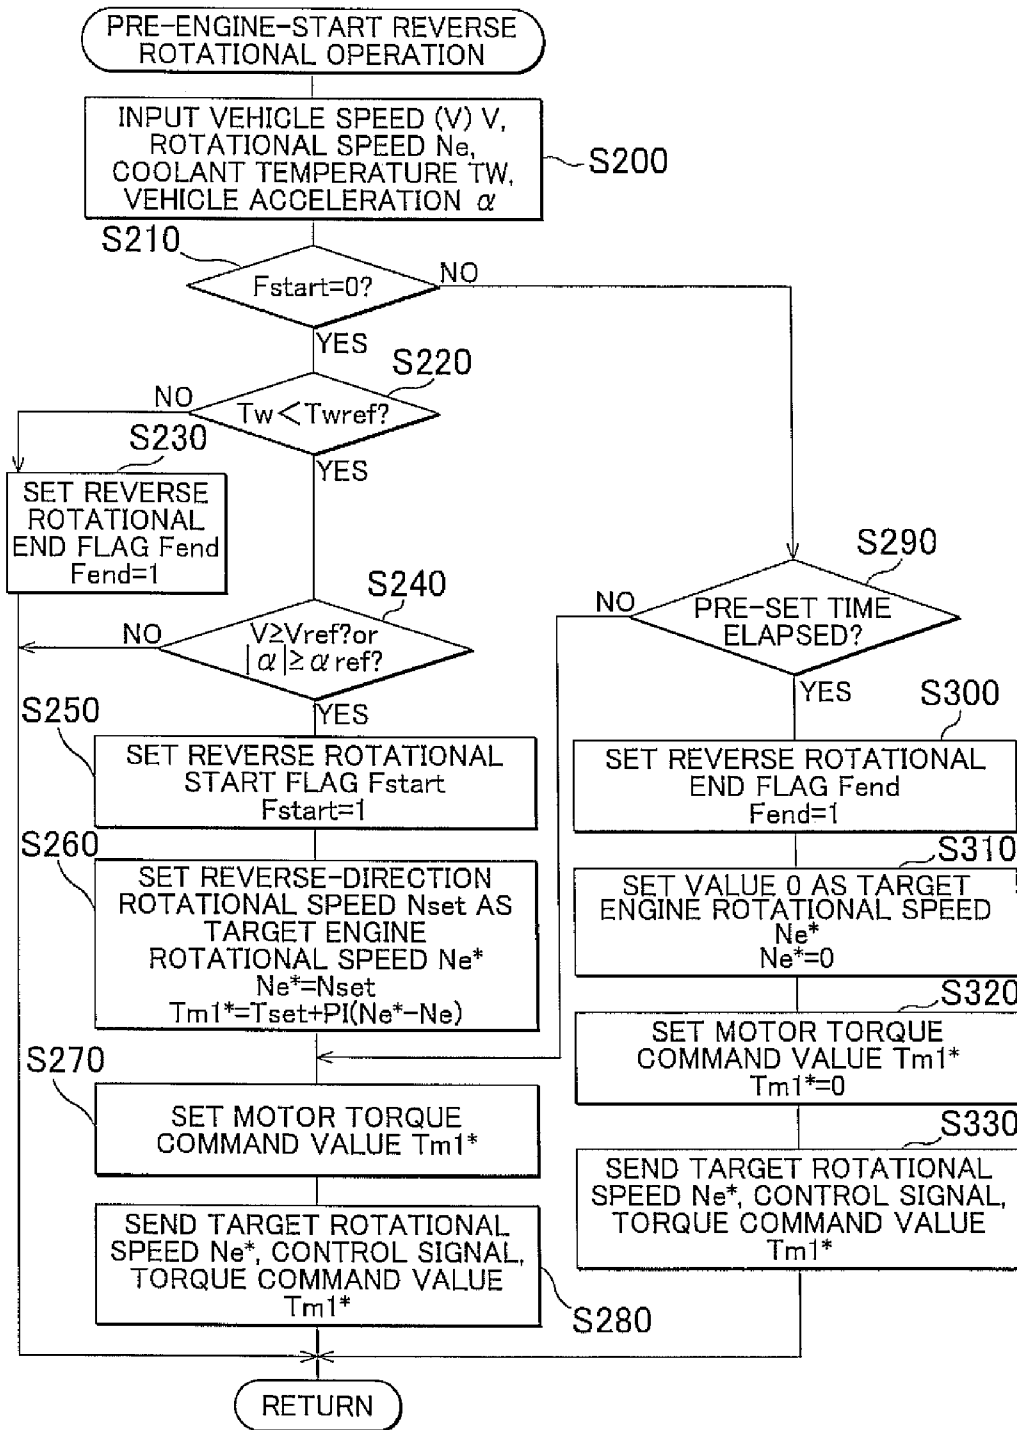 PRE-ENGINE-START REVERSE
ROTATIONAL OPERATION
INPUT VEHICLE SPEED (V) V,
ROTATIONAL SPEED Ne,
COOLANT TEMPERATURE TW,
VEHICLE ACCELERATION α
S200
S210
Fstart=0?
NO
YES
S220
Tw<Twref?
NO
YES
S230
SET REVERSE
ROTATIONAL
END FLAG Fend
Fend=1
S240
V≥Vref?or
|α|≥αref?
NO
YES
S250
SET REVERSE ROTATIONAL
START FLAG Fstart
Fstart=1
S260
SET REVERSE-DIRECTION
ROTATIONAL SPEED Nset AS
TARGET ENGINE
ROTATIONAL SPEED Ne*
Ne*=Nset
Tm1*=Tset+PI(Ne*-Ne)
S270
SET MOTOR TORQUE
COMMAND VALUE Tm1*
SEND TARGET ROTATIONAL
SPEED Ne*, CONTROL SIGNAL,
TORQUE COMMAND VALUE
Tm1*
S280
S290
PRE-SET TIME
ELAPSED?
NO
YES
S300
SET REVERSE ROTATIONAL
END FLAG Fend
Fend=1
S310
SET VALUE 0 AS TARGET
ENGINE ROTATIONAL SPEED
Ne*
Ne*=0
S320
SET MOTOR TORQUE
COMMAND VALUE Tm1*
Tm1*=0
S330
SEND TARGET ROTATIONAL
SPEED Ne*, CONTROL SIGNAL,
TORQUE COMMAND VALUE
Tm1*
RETURN